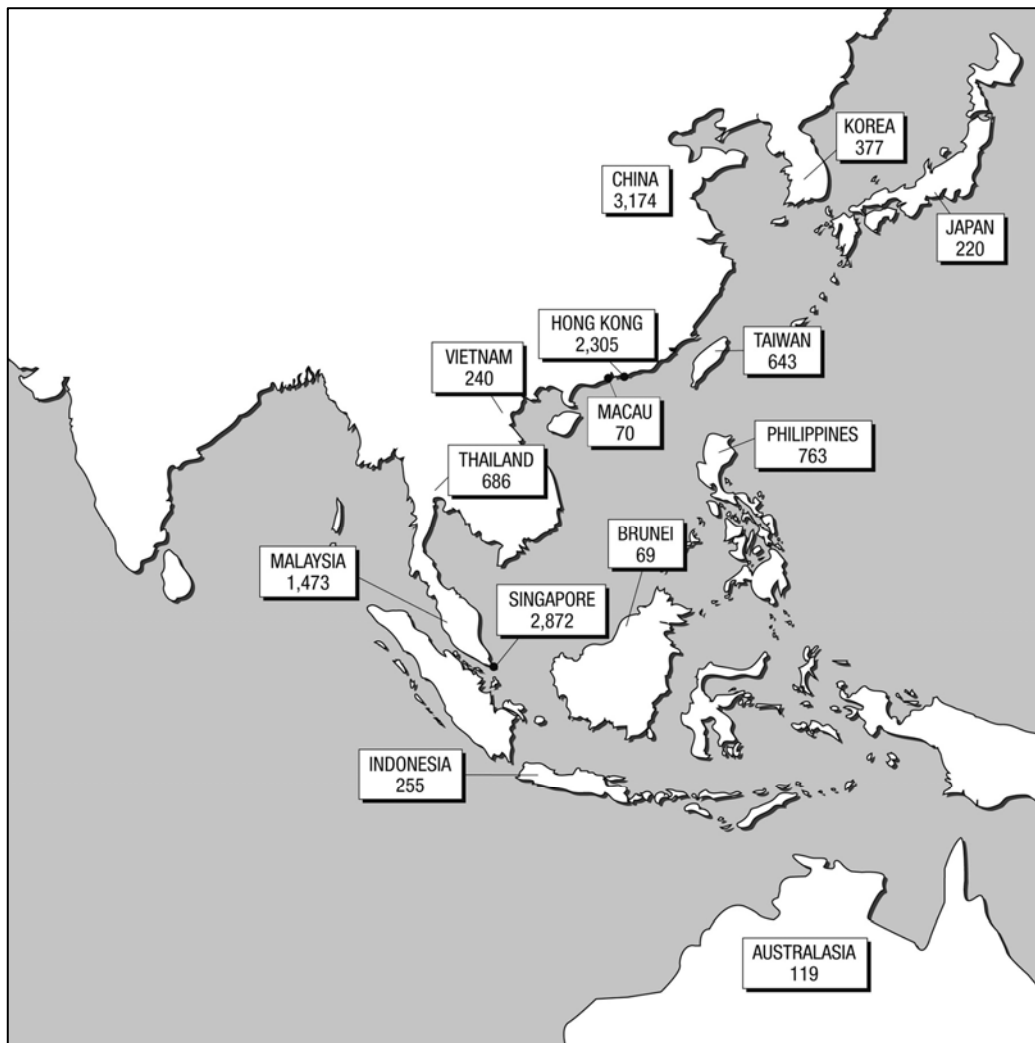 KOREA
377
CHINA
3,174
JAPAN
220
HONG KONG
2,305
TAIWAN
643
VIETNAM
240
MACAU
70
PHILIPPINES
763
THAILAND
686
BRUNEI
69
MALAYSIA
1,473
SINGAPORE
2,872
INDONESIA
255
AUSTRALASIA
119